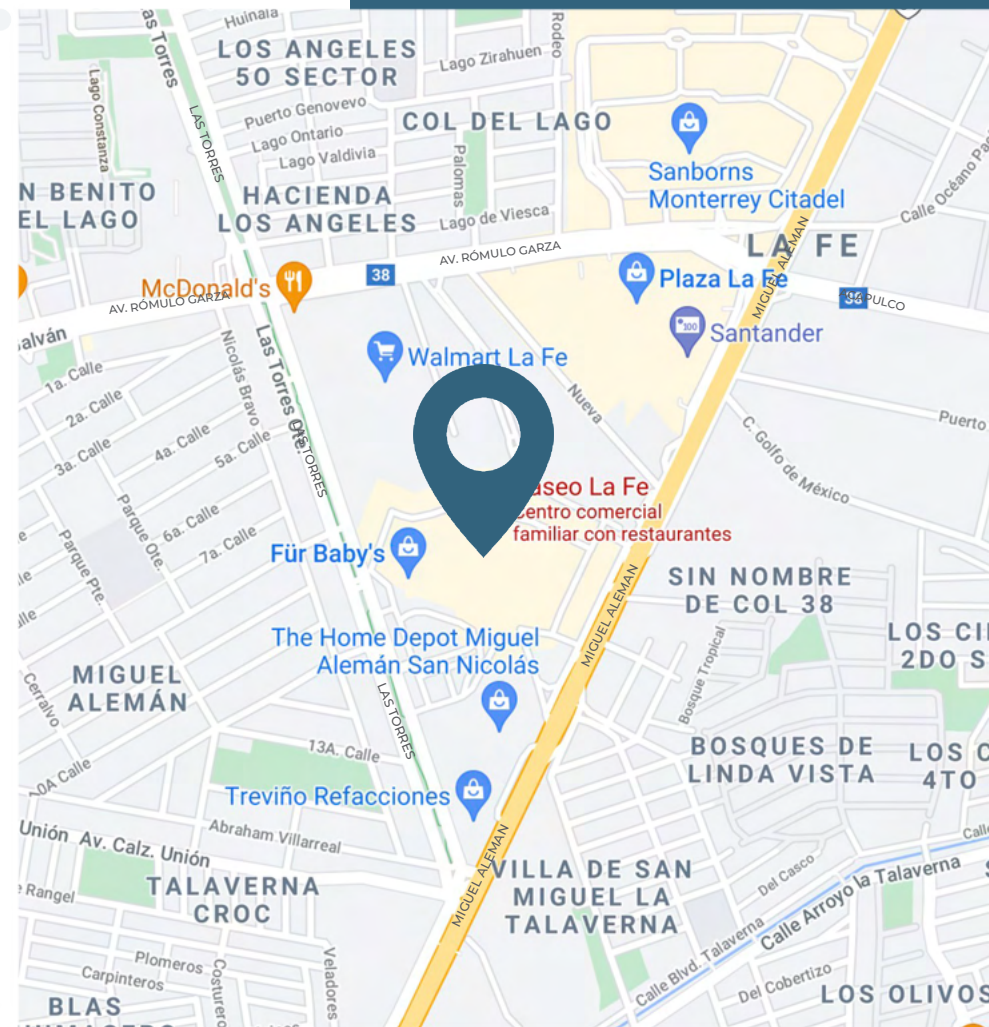 Huinalá
as Torres
LOS ANGELES
5O SECTOR
Lago Zirahuen
Rodeo
Lago Constanza
LAS TORRES
Puerto Genovevo
COL DEL LAGO
Lago Ontario
Lago Valdivia
Palomas
Sanborns
Monterrey Citadel
N BENITO
EL LAGO
HACIENDA
LOS ANGELES
Lago de Viesca
LA FE
AV. RÓMULO GARZA
38
McDonald's
AV. RÓMULO GARZA
Plaza La Fe
MIGUEL ALEMAN
Santander
alván
1a. Calle
Nicolás Bravo
Las Torres Ote.
LAS TORRES
Walmart La Fe
Nueva
2a. Calle
3a. Calle
4a. Calle
5a. Calle
Puerto
C. Golfo de México
Parque Ote.
6a. Calle
7a. Calle
Parque Pte.
aseo La Fe
entro comercial
familiar con restaurantes
Für Baby's
MIGUEL ALEMAN
SIN NOMBRE
DE COL 38
The Home Depot Miguel
Alemán San Nicolás
LOS CI
2DO S
Bosque Tropical
MIGUEL
ALEMÁN
Cerralvo
LAS TORRES
13A. Calle
BOSQUES DE
LINDA VISTA
LOS C
4TO
0A Calle
Treviño Refacciones
Unión
Av. Calz. Unión
Abraham Villarreal
MIGUEL ALEMAN
VILLA DE SAN
MIGUEL LA
TALAVERNA
Calle
Del Casco
Calle Arroyo la Talaverna
Rangel
TALAVERNA
CROC
Calle Blvd. Talaverna
Plomeros
Carpinteros
Costurero
Veladores
Del Cobertizo
LOS OLIVOS
BLAS